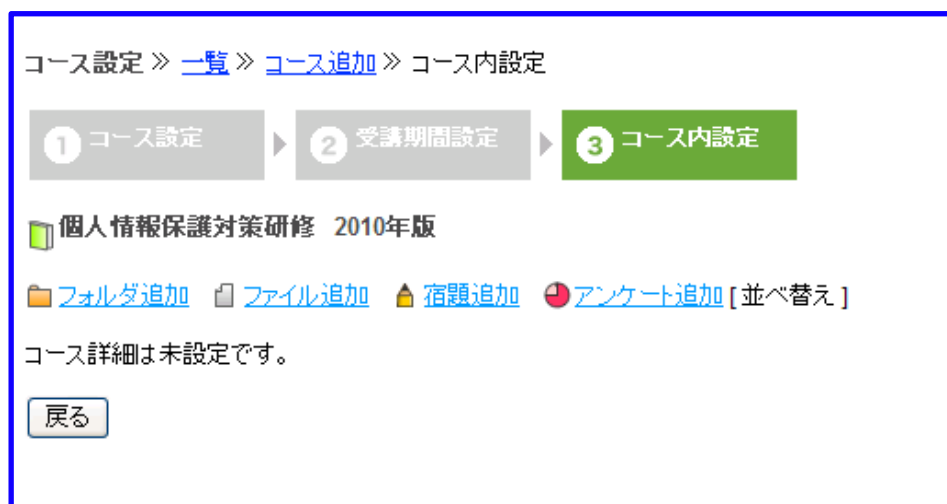 コース設定 » 一覧 » コース追加 » コース内設定
1 コース設定 2 受講期間設定 3 コース内設定
個人情報保護対策研修 2010年版
フォルダ追加 ファイル追加 宿題追加 アンケート追加 [ 並べ替え ]
コース詳細は未設定です。
戻る